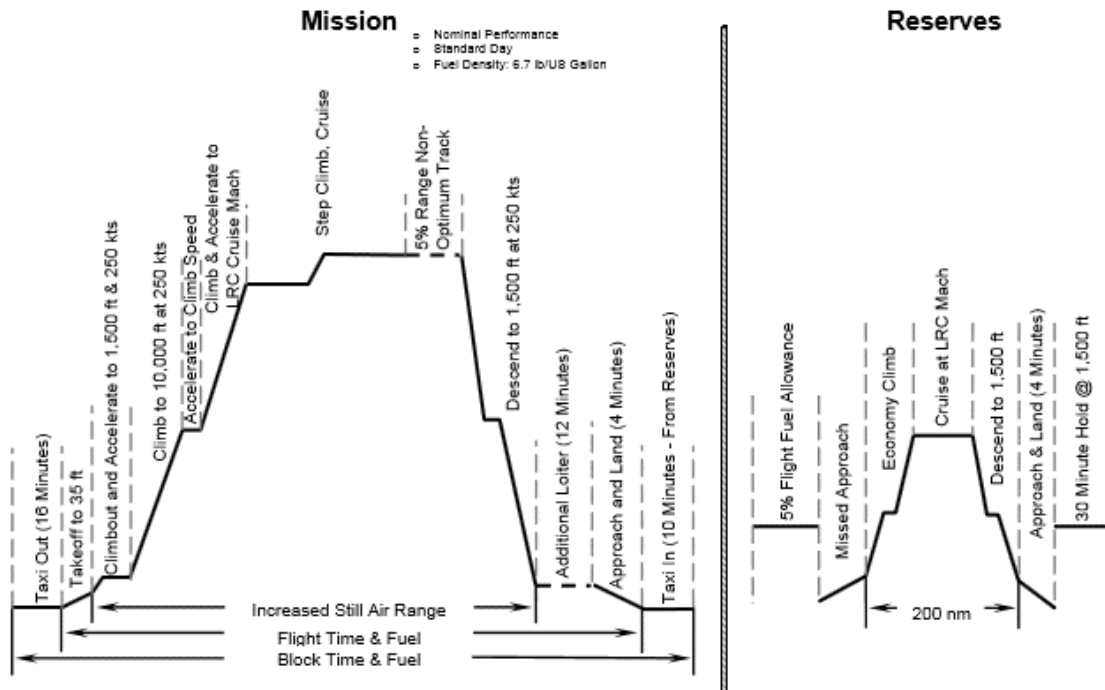 Mission
Nominal Performance
Standard Day
Fuel Density: 6.7 lb/US Gallon
Taxi Out (16 Minutes)
Takeoff to 35 ft
Climbout and Accelerate to 1,500 ft & 250 kts
Climb to 10,000 ft at 250 kts
Accelerate to Climb Speed
Climb & Accelerate to
LRC Cruise Mach
Step Climb, Cruise
5% Range Non-
Optimum Track
Descend to 1,500 ft at 250 kts
Additional Loiter (12 Minutes)
Approach and Land (4 Minutes)
Taxi In (10 Minutes - From Reserves)
Increased Still Air Range
Flight Time & Fuel
Block Time & Fuel
Reserves
5% Flight Fuel Allowance
Missed Approach
Economy Climb
Cruise at LRC Mach
Descend to 1,500 ft
Approach & Land (4 Minutes)
30 Minute Hold @ 1,500 ft
200 nm